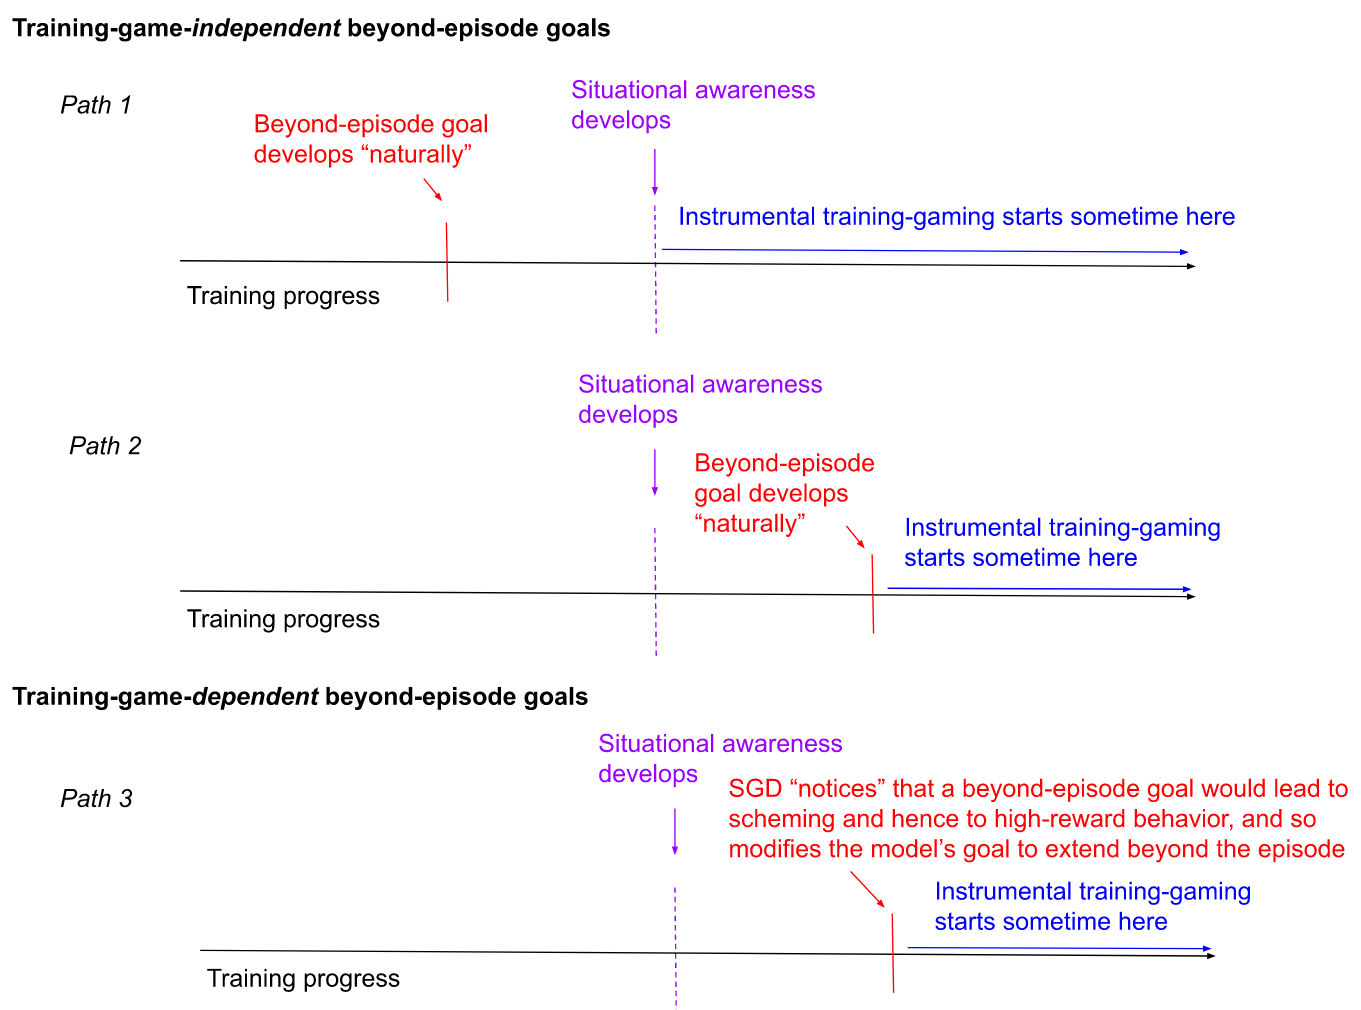 Training-game-independent beyond-episode goals
Path 1
Situational awareness
develops
Beyond-episode goal
develops “naturally”
Instrumental training-gaming starts sometime here
Training progress
Situational awareness
develops
Path 2
Beyond-episode
goal develops
“naturally”
Instrumental training-gaming
starts sometime here
Training progress
Training-game-dependent beyond-episode goals
Situational awareness
develops
Path 3
SGD “notices” that a beyond-episode goal would lead to
scheming and hence to high-reward behavior, and so
modifies the model’s goal to extend beyond the episode
Instrumental training-gaming
starts sometime here
Training progress